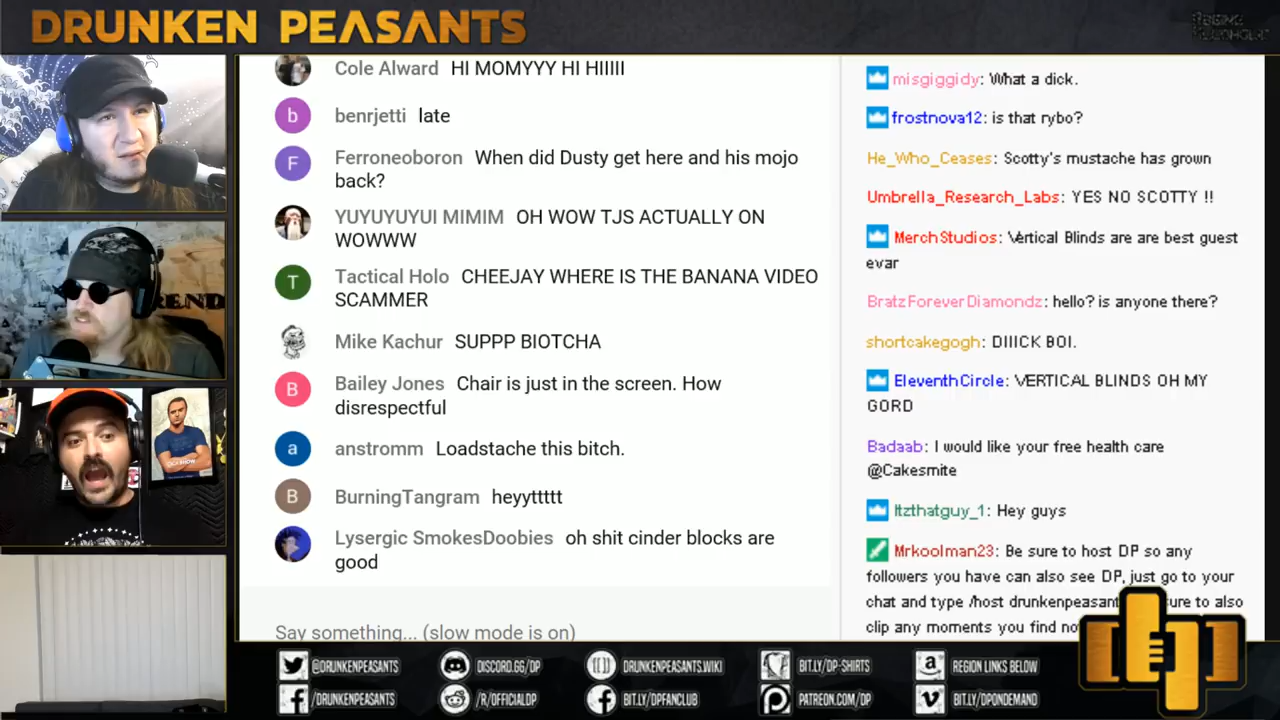 DRUNKEN PEASANTS
Cole Alward HI MOMYYY HI HIIIII
b benrjetti late
F Ferroneoboron When did Dusty get here and his mojo
back?
YUYUYUYUI MIMIM OH WOW TJS ACTUALLY ON
WOWWW
T Tactical Holo CHEEJAY WHERE IS THE BANANA VIDEO
SCAMMER
Mike Kachur SUPPP BIOTCHA
B Bailey Jones Chair is just in the screen. How
disrespectful
a anstromm Loadstache this bitch.
B BurningTangram heyyttttt
Lysergic SmokesDoobies oh shit cinder blocks are
good
Say something... (slow mode is on)
misgiggidy: What a dick.
frostnova12: is that rybo?
He_Who_Ceases: Scotty's mustache has grown
Umbrella_Research_Labs: YES NO SCOTTY !!
MerchStudios: Vertical Blinds are are best guest
evar
BratzForeverDiamondz: hello? is anyone there?
shortcakegogh: DIIICK BOI.
EleventhCircle: VERTICAL BLINDS OH MY
GORD
Badaab: I would like your free health care
@Cakesmite
Itzthatguy_1: Hey guys
Mrkoolman23: Be sure to host DP so any
followers you have can also see DP, just go to your
chat and type /host drunkenpeasant sure to also
clip any moments you find
@DRUNKENPEASANTS DISCORD.GG/DP DRUNKENPEASANTS.WIKI BIT.LY/DP-SHIRTS REGION LINKS BELOW
/DRUNKENPEASANTS /R/OFFICIALDP BIT.LY/DPFANCLUB PATREON.COM/DP BIT.LY/DPONDEMAND